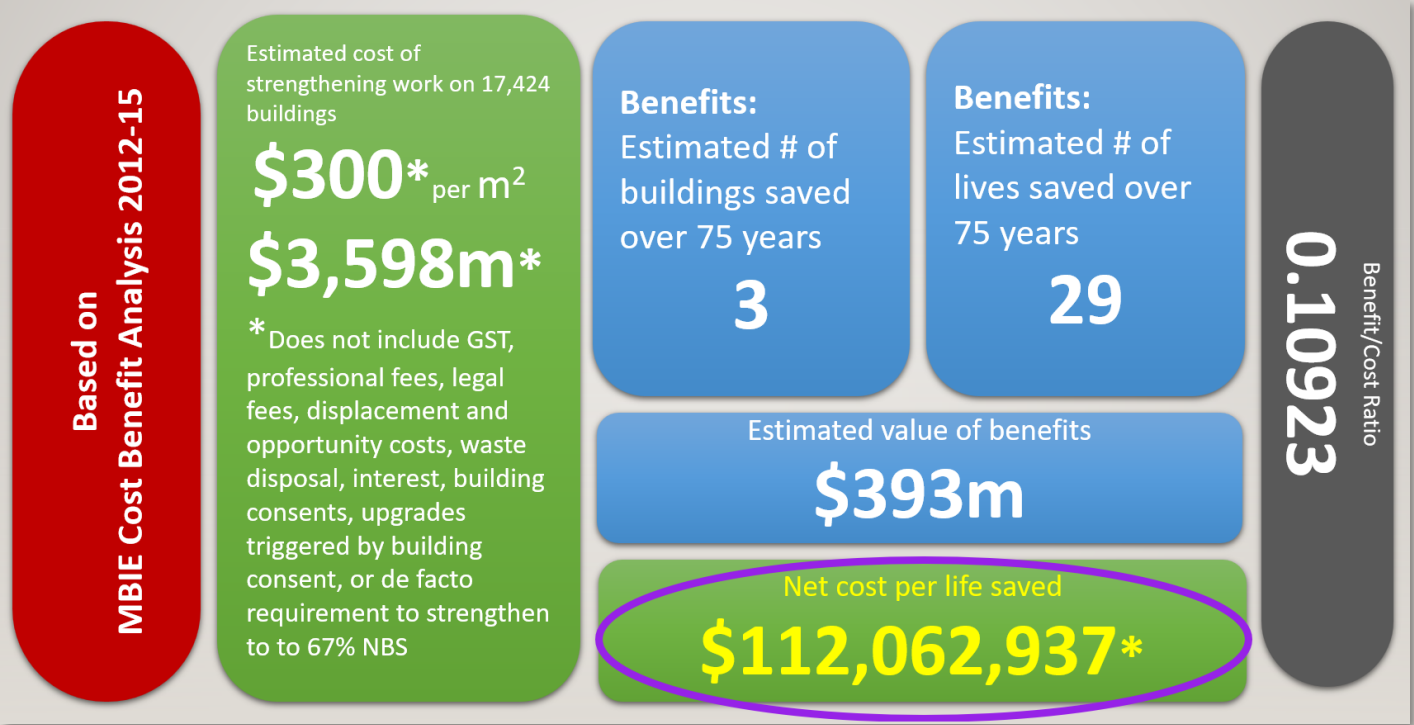 Based on
MBIE Cost Benefit Analysis 2012-15
Estimated cost of
strengthening work on 17,424
buildings
$300* per m²
$3,598m*
*Does not include GST,
professional fees, legal
fees, displacement and
opportunity costs, waste
disposal, interest, building
consents, upgrades
triggered by building
consent, or de facto
requirement to strengthen
to to 67% NBS
Benefits:
Estimated # of
buildings saved
over 75 years
3
Benefits:
Estimated # of
lives saved over
75 years
29
Estimated value of benefits
$393m
Net cost per life saved
$112,062,937*
Benefit/Cost Ratio
0.10923